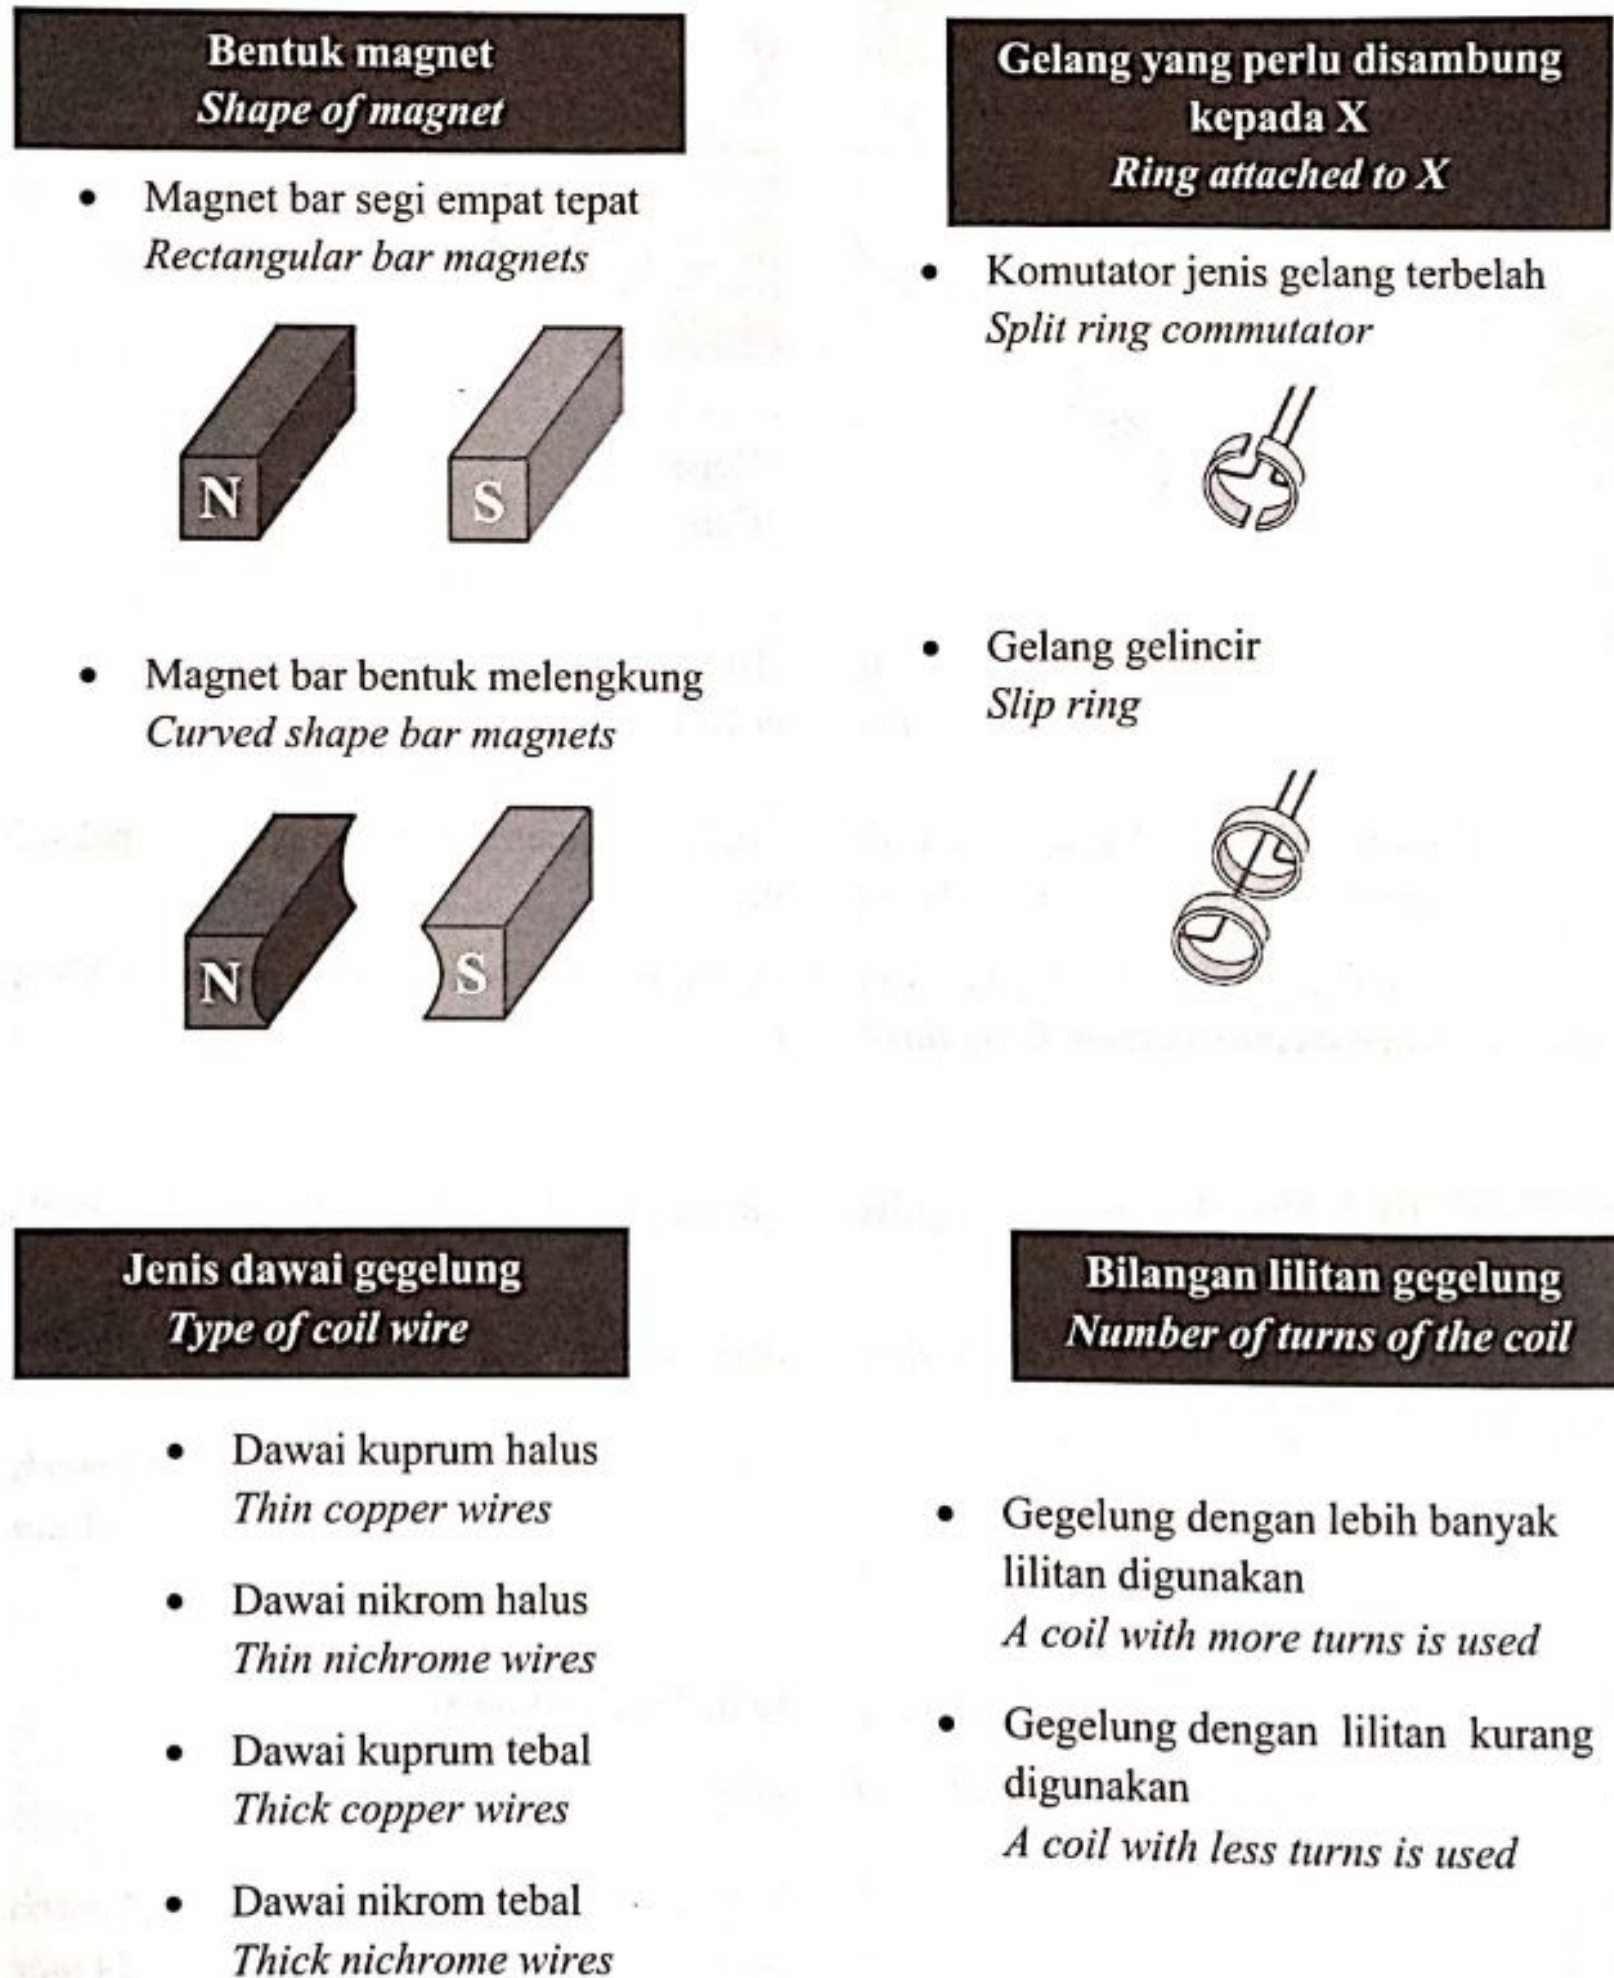 Bentuk magnet
Shape of magnet
Magnet bar segi empat tepat
Rectangular bar magnets
N
S
Magnet bar bentuk melengkung
Curved shape bar magnets
N
S
Gelang yang perlu disambung
kepada X
Ring attached to X
Komutator jenis gelang terbelah
Split ring commutator
Gelang gelincir
Slip ring
Jenis dawai gegelung
Type of coil wire
Dawai kuprum halus
Thin copper wires
Dawai nikrom halus
Thin nichrome wires
Dawai kuprum tebal
Thick copper wires
Dawai nikrom tebal
Thick nichrome wires
Bilangan lilitan gegelung
Number of turns of the coil
Gegelung dengan lebih banyak
lilitan digunakan
A coil with more turns is used
Gegelung dengan lilitan kurang
digunakan
A coil with less turns is used